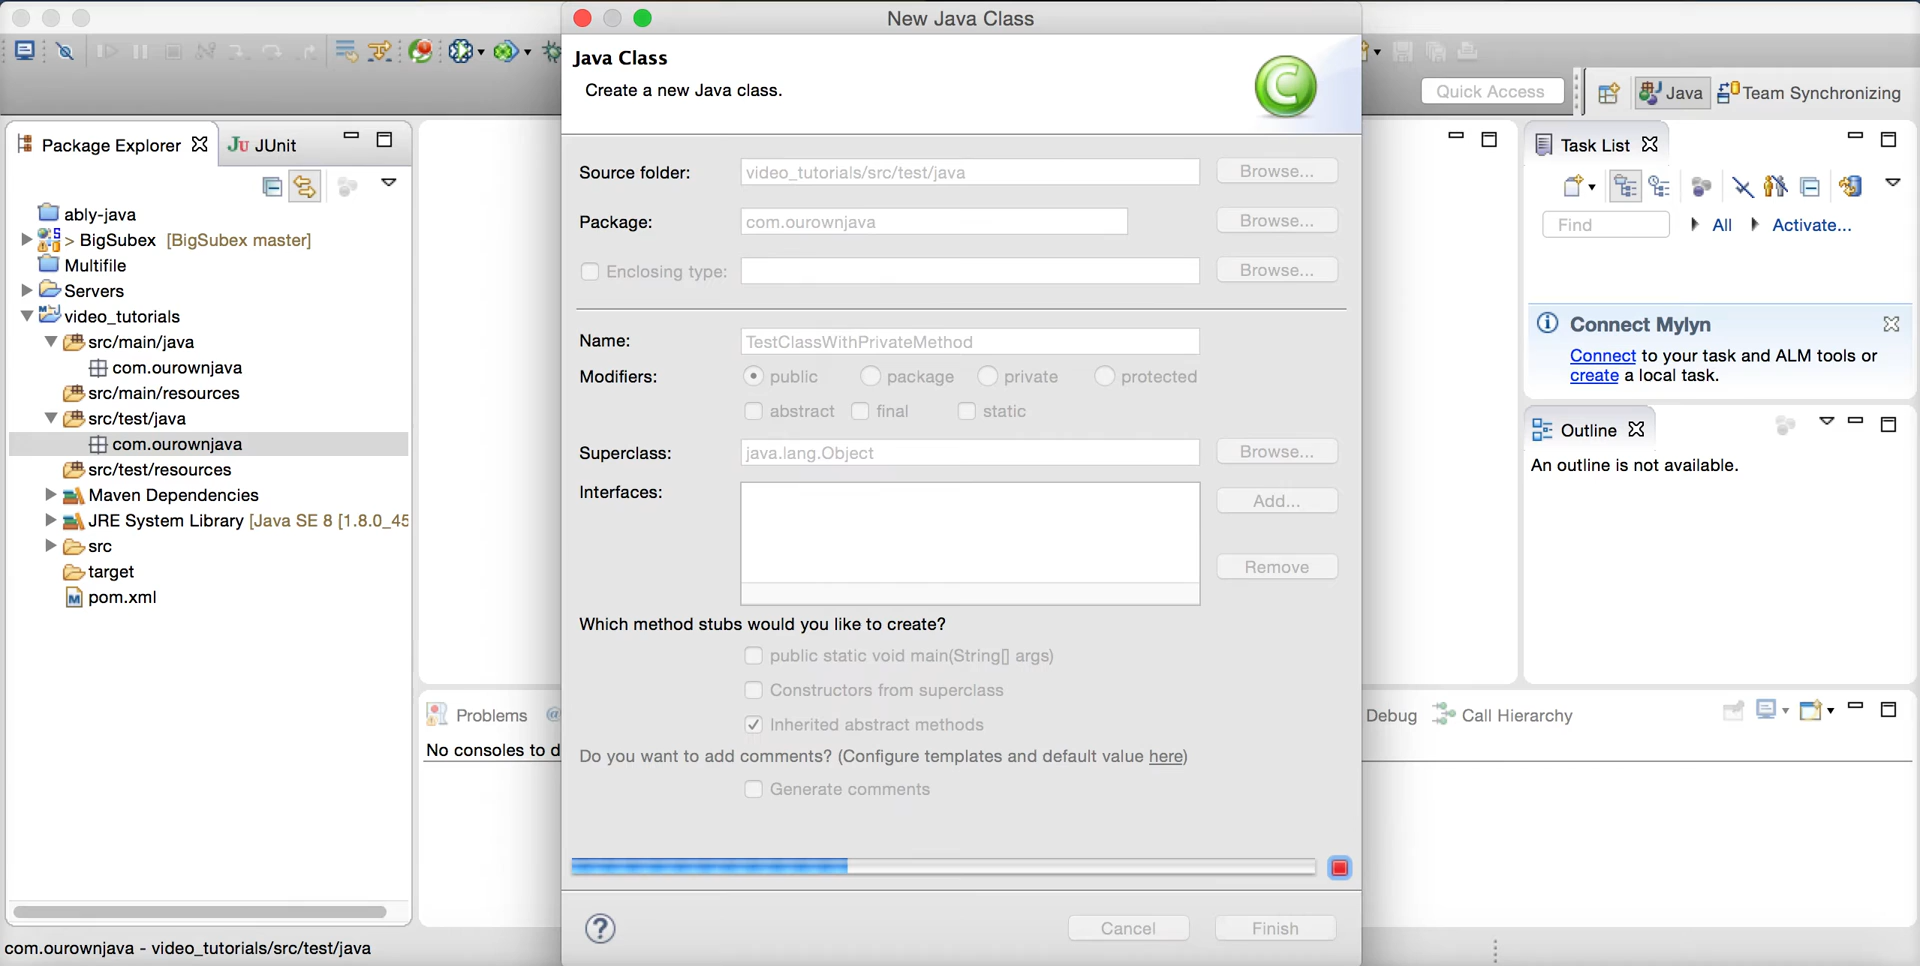 New Java Class
Java Class
Create a new Java class.
Quick Access
Java
Team Synchronizing
Package Explorer
JUnit
ably-java
> BigSubex [BigSubex master]
Multifile
Servers
video_tutorials
src/main/java
com.ourownjava
src/main/resources
src/test/java
com.ourownjava
src/test/resources
Maven Dependencies
JRE System Library [Java SE 8 [1.8.0_45
src
target
pom.xml
Source folder:
video_tutorials/src/test/java
Browse...
Package:
com.ourownjava
Browse...
Enclosing type:
Browse...
Name:
TestClassWithPrivateMethod
Modifiers:
public
package
private
protected
abstract
final
static
Superclass:
java.lang.Object
Browse...
Interfaces:
Add...
Remove
Which method stubs would you like to create?
public static void main(String[] args)
Constructors from superclass
Inherited abstract methods
Do you want to add comments? (Configure templates and default value here)
Generate comments
Cancel
Finish
Task List
Find
All
Activate...
Connect Mylyn
Connect to your task and ALM tools or
create a local task.
Outline
An outline is not available.
Problems
@
Debug
Call Hierarchy
No consoles to d
com.ourownjava - video_tutorials/src/test/java